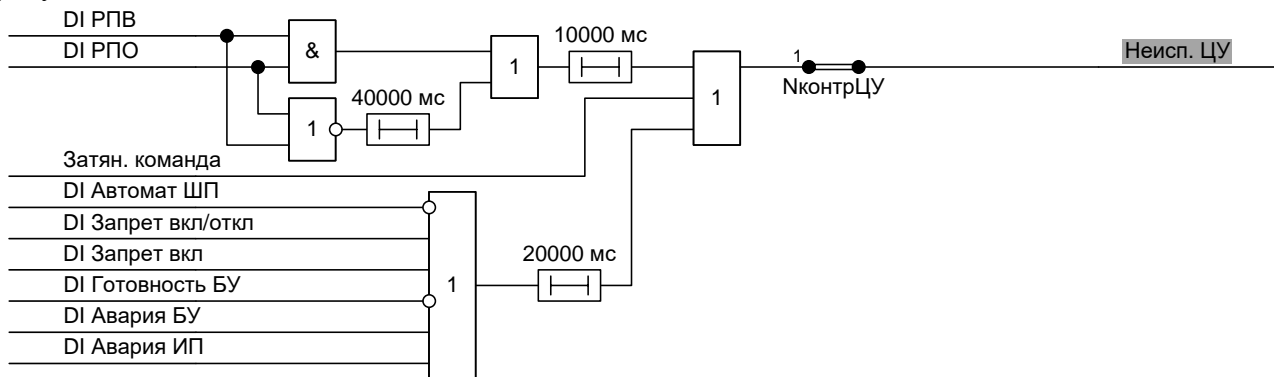 DI РПВ
DI РПО
&
1
10000 мс
1
40000 мс
1
1
NконтрЦУ
Неисп. ЦУ
Затян. команда
DI Автомат ШП
DI Запрет вкл/откл
DI Запрет вкл
DI Готовность БУ
DI Авария БУ
DI Авария ИП
1
20000 мс